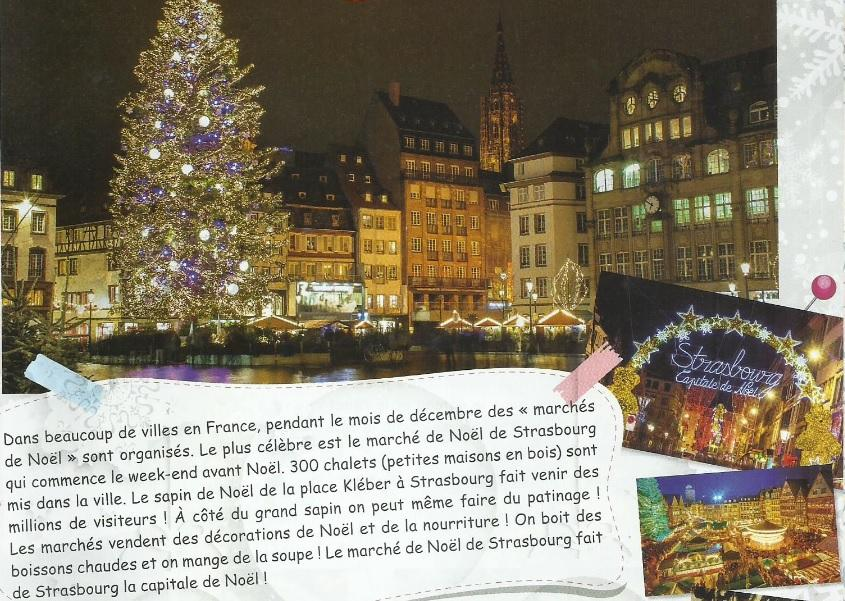 Strasbourg
Capitale de Noël
Dans beaucoup de villes en France, pendant le mois de décembre des « marchés
de Noël » sont organisés. Le plus célèbre est le marché de Noël de Strasbourg
qui commence le week-end avant Noël. 300 chalets (petites maisons en bois) sont
mis dans la ville. Le sapin de Noël de la place Kléber à Strasbourg fait venir des
millions de visiteurs ! À côté du grand sapin on peut même faire du patinage !
Les marchés vendent des décorations de Noël et de la nourriture ! On boit des
boissons chaudes et on mange de la soupe ! Le marché de Noël de Strasbourg fait
de Strasbourg la capitale de Noël !